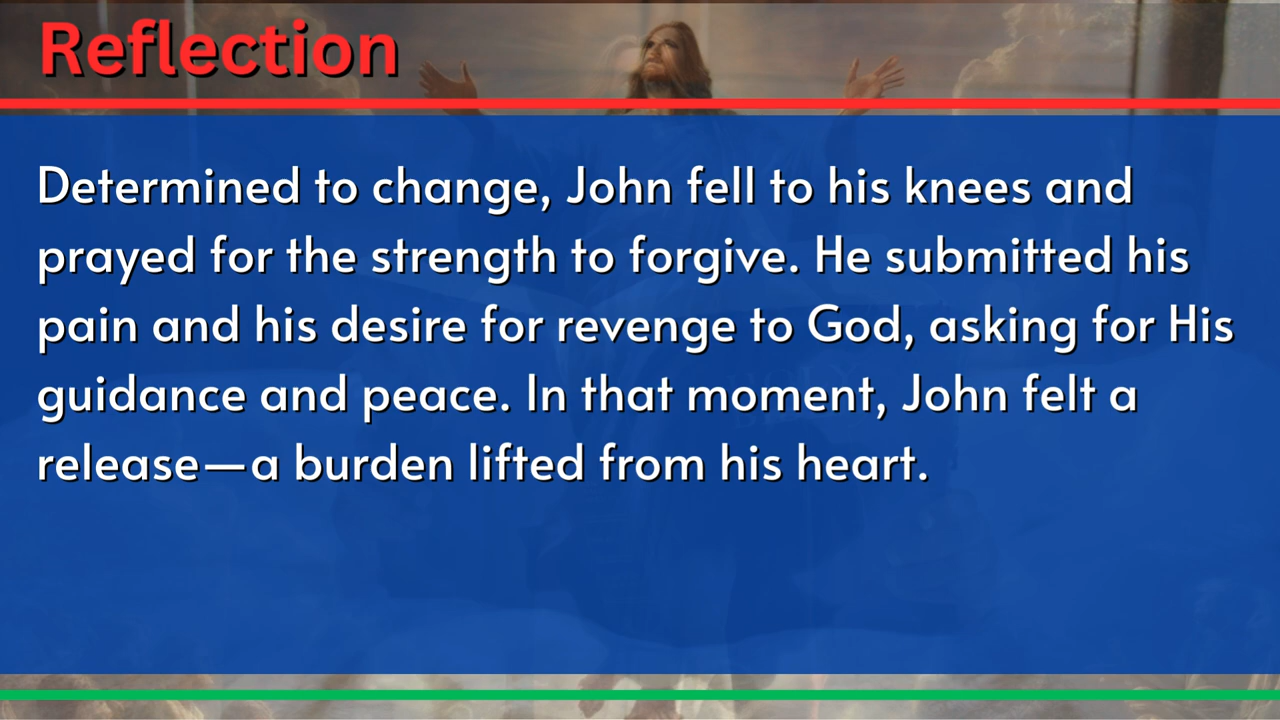 Reflection
Determined to change, John fell to his knees and
prayed for the strength to forgive. He submitted his
pain and his desire for revenge to God, asking for His
guidance and peace. In that moment, John felt a
release—a burden lifted from his heart.